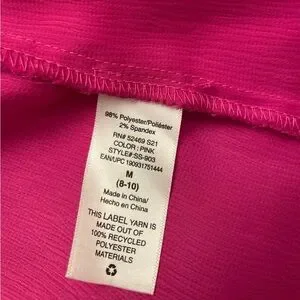 98% Polyester/Poliéster
2% Spandex
RN# 52469 S21
COLOR: PINK
STYLE#:SS-903
EAN/UPC 190931751444
M
(8-10)
Made in China/
Hecho en China
THIS LABEL YARN IS
MADE OUT OF
100% RECYCLED
POLYESTER
MATERIALS